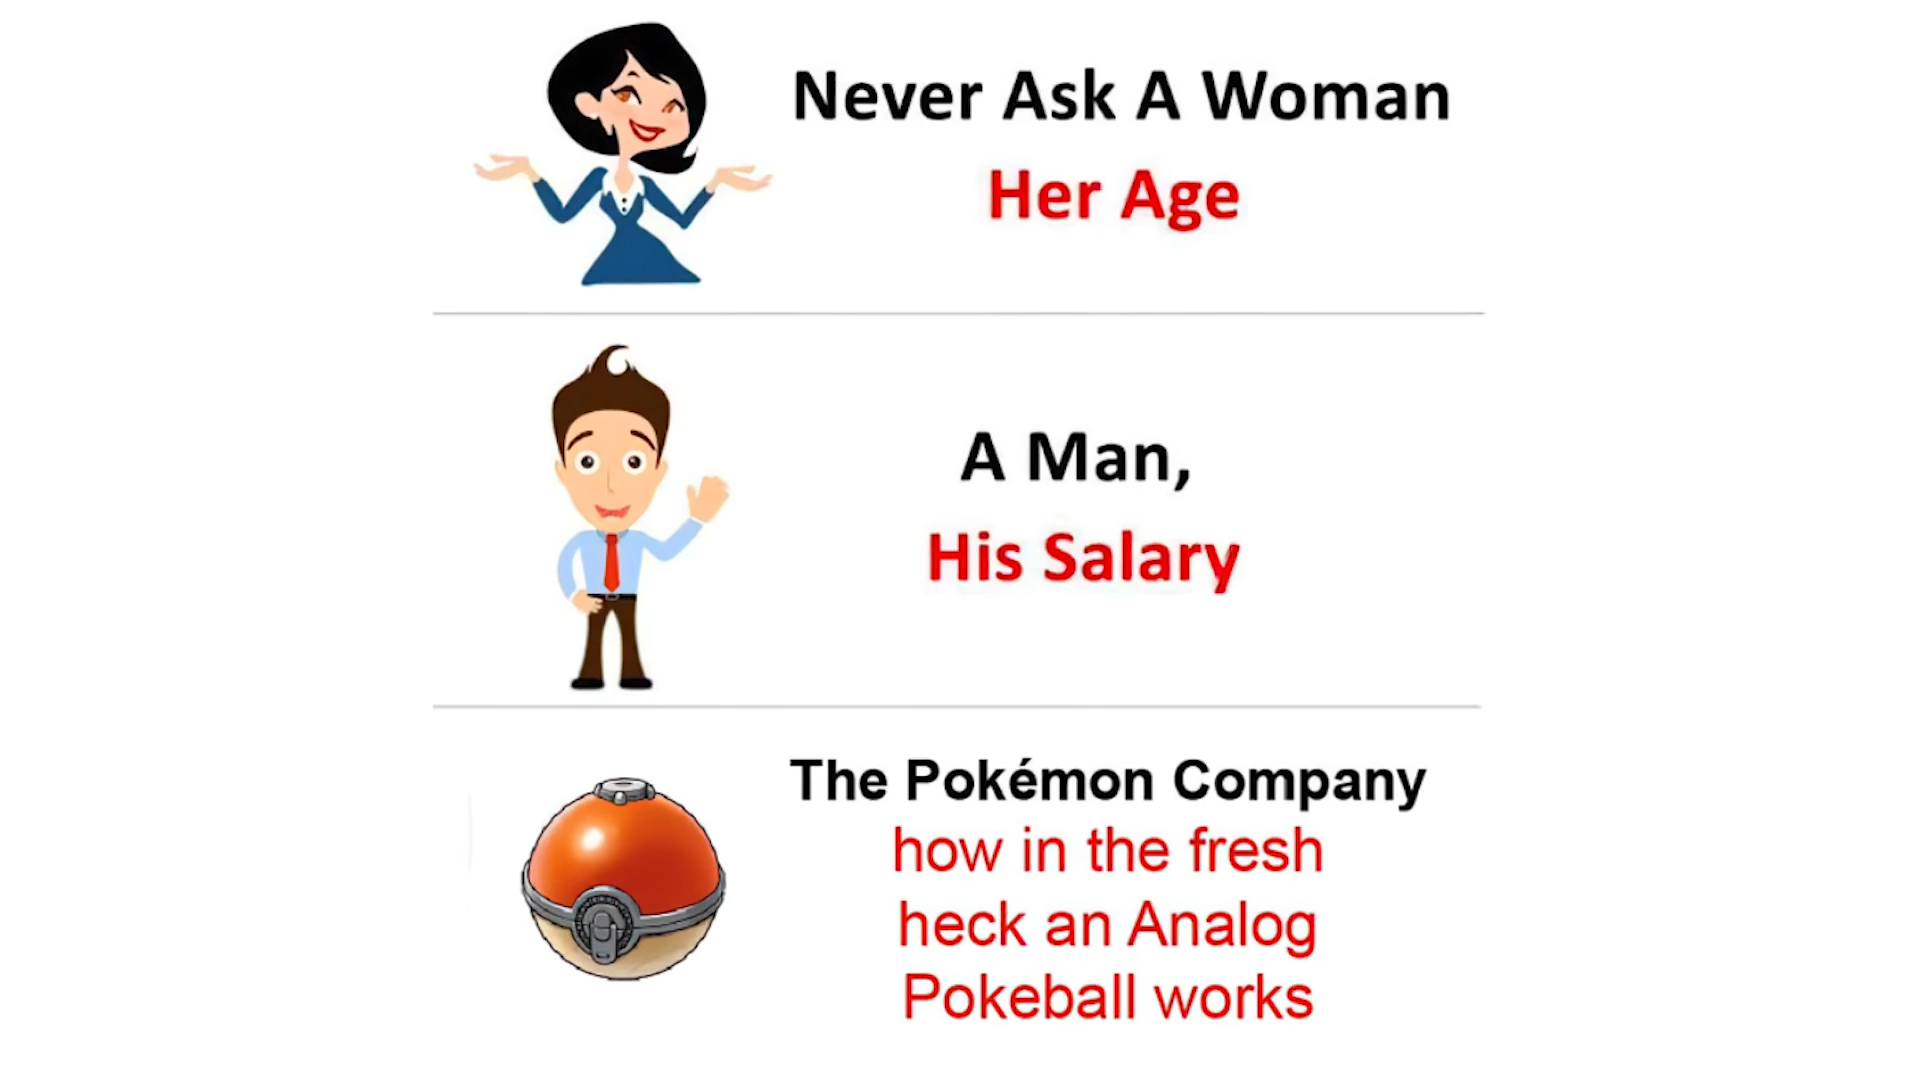 Never Ask A Woman
Her Age
A Man,
His Salary
The Pokémon Company
how in the fresh
heck an Analog
Pokeball works